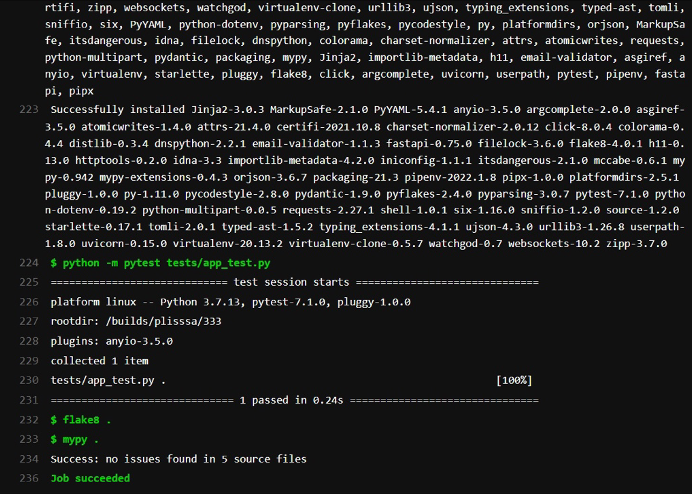 rtifi, zipp, websockets, watchgod, virtualenv-clone, urllib3, ujson, typing_extensions, typed-ast, tomli,
sniffio, six, PyYAML, python-dotenv, pyparsing, pyflakes, pycodestyle, py, platformdirs, orjson, MarkupSa
fe, itsdangerous, idna, filelock, dnspython, colorama, charset-normalizer, attrs, atomicwrites, requests,
python-multipart, pydantic, packaging, mypy, Jinja2, importlib-metadata, h11, email-validator, asgiref, a
nyio, virtualenv, starlette, pluggy, flake8, click, argcomplete, uvicorn, userpath, pytest, pipenv, fasta
pi, pipx
223 Successfully installed Jinja2-3.0.3 MarkupSafe-2.1.0 PyYAML-5.4.1 anyio-3.5.0 argcomplete-2.0.0 asgiref-
3.5.0 atomicwrites-1.4.0 attrs-21.4.0 certifi-2021.10.8 charset-normalizer-2.0.12 click-8.0.4 colorama-0.
4.4 distlib-0.3.4 dnspython-2.2.1 email-validator-1.1.3 fastapi-0.75.0 filelock-3.6.0 flake8-4.0.1 h11-0.
13.0 httptools-0.2.0 idna-3.3 importlib-metadata-4.2.0 iniconfig-1.1.1 itsdangerous-2.1.0 mccabe-0.6.1 my
py-0.942 mypy-extensions-0.4.3 orjson-3.6.7 packaging-21.3 pipenv-2022.1.8 pipx-1.0.0 platformdirs-2.5.1
pluggy-1.0.0 py-1.11.0 pycodestyle-2.8.0 pydantic-1.9.0 pyflakes-2.4.0 pyparsing-3.0.7 pytest-7.1.0 pytho
n-dotenv-0.19.2 python-multipart-0.0.5 requests-2.27.1 shell-1.0.1 six-1.16.0 sniffio-1.2.0 source-1.2.0
starlette-0.17.1 tomli-2.0.1 typed-ast-1.5.2 typing_extensions-4.1.1 ujson-4.3.0 urllib3-1.26.8 userpath-
1.8.0 uvicorn-0.15.0 virtualenv-20.13.2 virtualenv-clone-0.5.7 watchgod-0.7 websockets-10.2 zipp-3.7.0
224 $ python -m pytest tests/app_test.py
225 ============================ test session starts =============================
226 platform linux -- Python 3.7.13, pytest-7.1.0, pluggy-1.0.0
227 rootdir: /builds/plisssa/333
228 plugins: anyio-3.5.0
229 collected 1 item
230 tests/app_test.py . [100%]
231 ============================= 1 passed in 0.24s ==============================
232 $ flake8 .
233 $ mypy .
234 Success: no issues found in 5 source files
236 Job succeeded